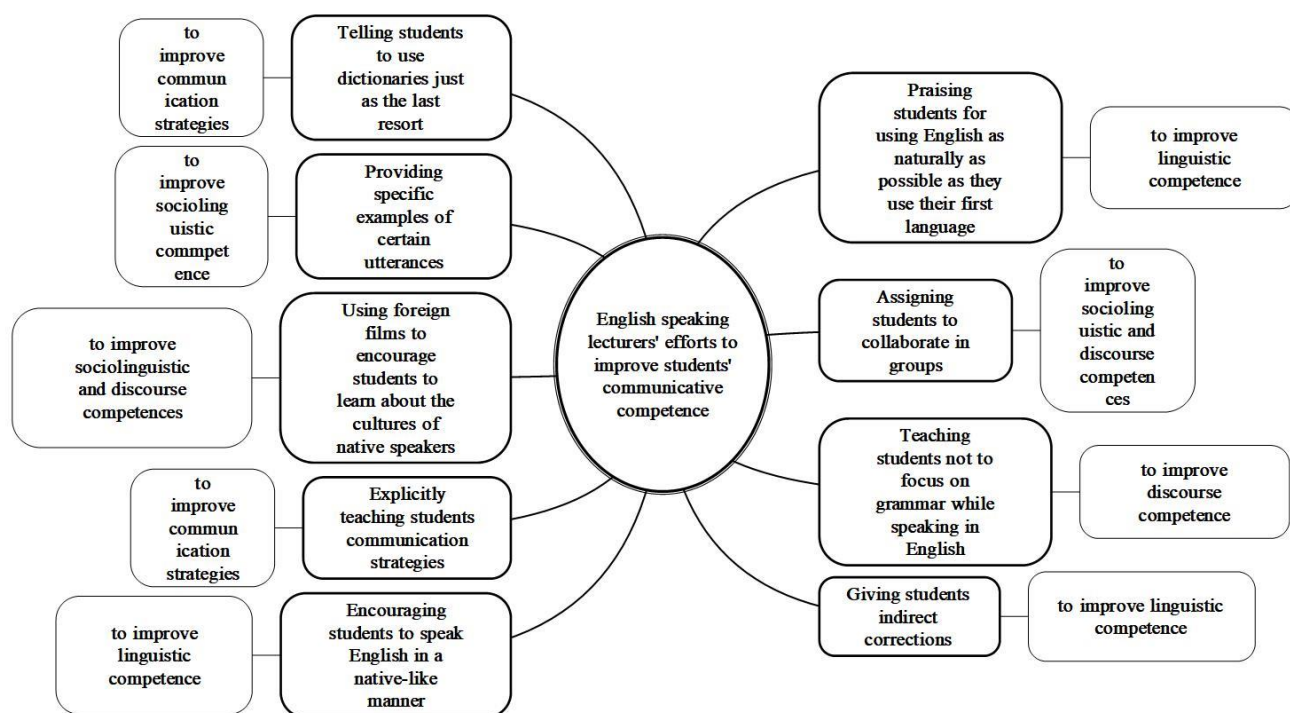 to
improve
commun
ication
strategies
Telling students
to use
dictionaries just
as the last
resort
to
improve
socioling
uistic
commpet
ence
Providing
specific
examples of
certain
utterances
to improve
sociolinguistic
and discourse
competences
Using foreign
films to
encourage
students to
learn about the
cultures of
native speakers
to
improve
commun
ication
strategies
Explicitly
teaching students
communication
strategies
to improve
linguistic
competence
Encouraging
students to speak
English in a
native-like
manner
English speaking
lecturers' efforts to
improve students'
communicative
competence
Praising
students for
using English as
naturally as
possible as they
use their first
language
to improve
linguistic
competence
Assigning
students to
collaborate in
groups
to
improve
socioling
uistic and
discourse
competen
ces
Teaching
students not to
focus on
grammar while
speaking in
English
to improve
discourse
competence
Giving students
indirect
corrections
to improve linguistic
competence